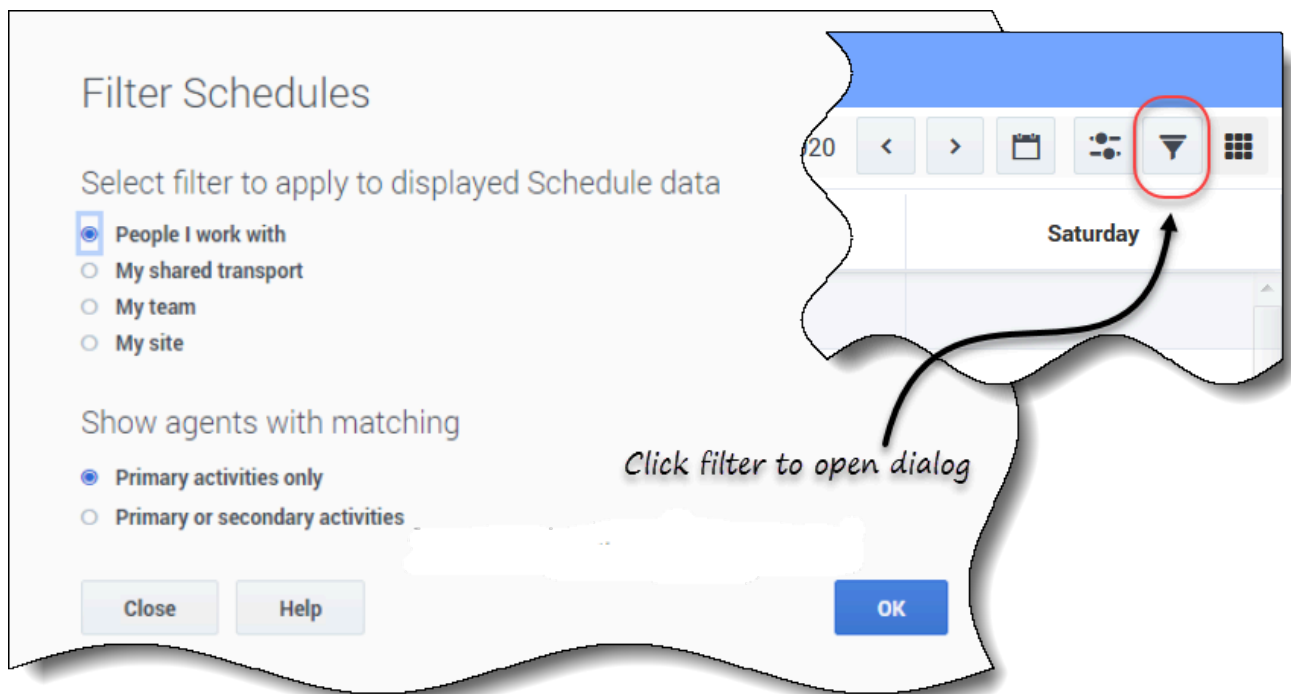 Filter Schedules
Select filter to apply to displayed Schedule data
People I work with
My shared transport
My team
My site
Show agents with matching
Primary activities only
Primary or secondary activities
Close
Help
OK
20
Saturday
Click filter to open dialog